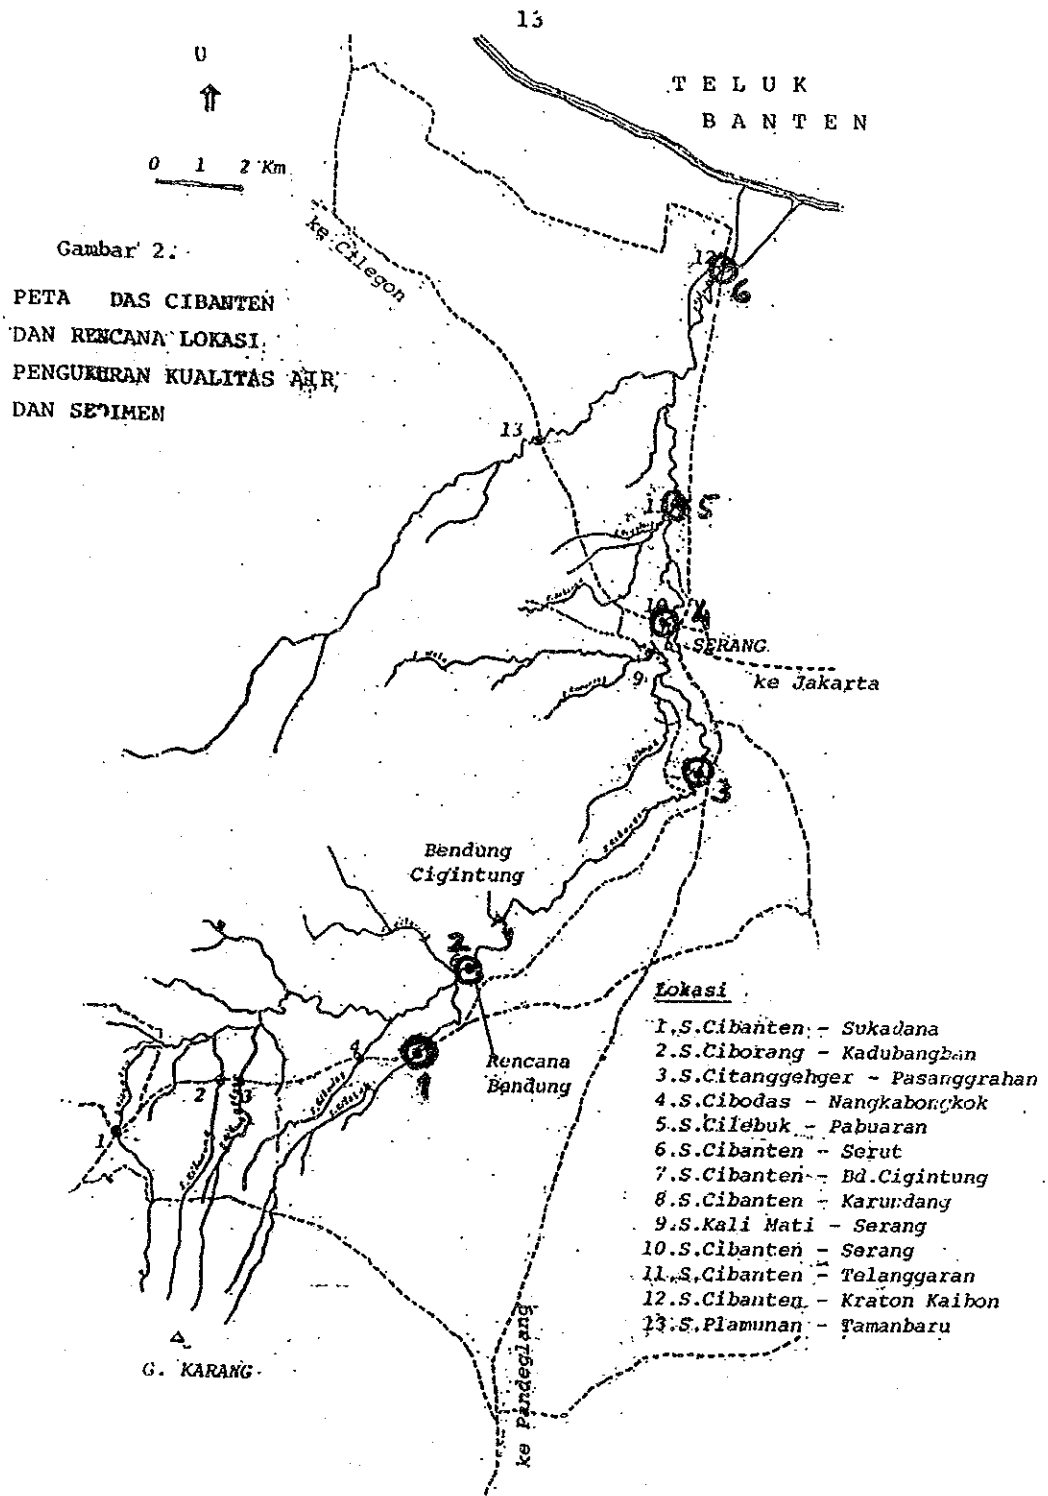 13
U
TELUK
BANTEN
0 1 2 Km
ke Cilegon
Gambar 2.
PETA DAS CIBANTEN
DAN RENCANA LOKASI
PENGUKURAN KUALITAS AIR
DAN SEDIMEN
12
6
13
11
5
10
4
SERANG
ke Jakarta
9
3
Bendung
Cigintung
2
6
4
1
Rencana
Bendung
2
3
1
G. KARANG
ke Pandeglang
Lokasi
1.S.Cibanten - Sukadana
2.S.Ciborang - Kadubangban
3.S.Citanggehger - Pasanggrahan
4.S.Cibodas - Nangkabongkok
5.S.Cilebuk - Pabuaran
6.S.Cibanten - Serut
7.S.Cibanten - Bd.Cigintung
8.S.Cibanten - Karundang
9.S.Kali Mati - Serang
10.S.Cibanten - Serang
11.S.Cibanten - Telanggaran
12.S.Cibanten - Kraton Kaibon
13.S.Plamunan - Tamanbaru